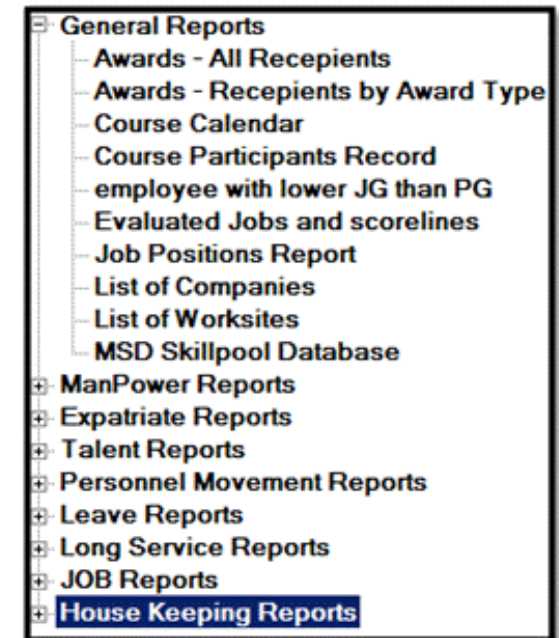 General Reports
Awards - All Recepients
Awards - Recepients by Award Type
Course Calendar
Course Participants Record
employee with lower JG than PG
Evaluated Jobs and scorelines
Job Positions Report
List of Companies
List of Worksites
MSD Skillpool Database
ManPower Reports
Expatriate Reports
Talent Reports
Personnel Movement Reports
Leave Reports
Long Service Reports
JOB Reports
House Keeping Reports